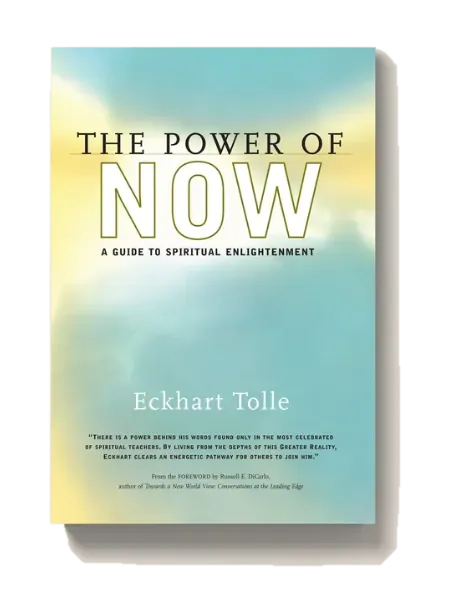 THE POWER OF
NOW
A GUIDE TO SPIRITUAL ENLIGHTENMENT
Eckhart Tolle
"THERE IS A POWER BEHIND HIS WORDS FOUND ONLY IN THE MOST CELEBRATED
OF SPIRITUAL TEACHERS. BY LIVING FROM THE DEPTHS OF THIS GREATER REALITY,
ECKHART CLEARS AN ENERGETIC PATHWAY FOR OTHERS TO JOIN HIM."
From the FOREWORD by Russell E. DiCarlo,
author of Towards a New World View: Conversations at the Leading Edge